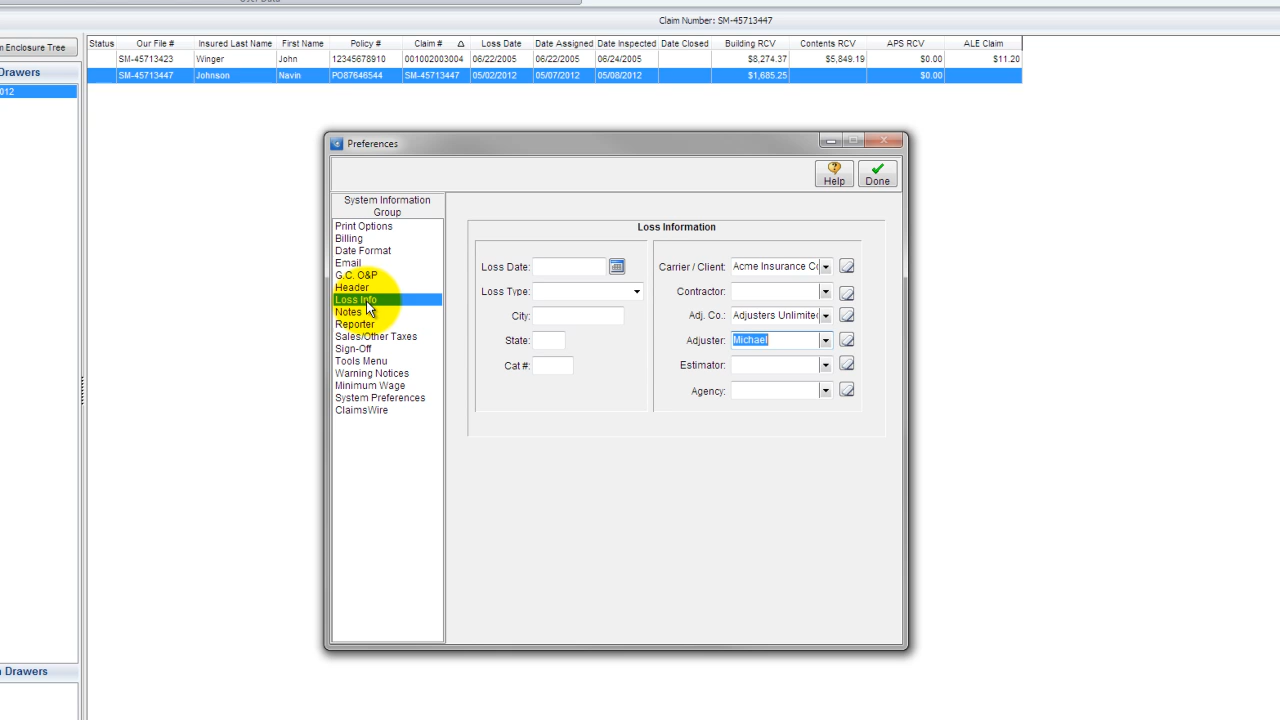 User Data
Claim Number: SM-45713447
m Enclosure Tree
Status Our File # Insured Last Name First Name Policy # Claim # Loss Date Date Assigned Date Inspected Date Closed Building RCV Contents RCV APS RCV ALE Claim
SM-45713423 Winger John 12345678910 001002003004 06/22/2005 06/22/2005 06/24/2005 $8,274.37 $5,849.19 $0.00 $11.20
SM-45713447 Johnson Navin PO87646544 SM-45713447 05/02/2012 05/07/2012 05/08/2012 $1,685.25 $0.00
Drawers
012
Preferences
Help
Done
System Information
Group
Print Options
Billing
Date Format
Email
G.C. O&P
Header
Loss Info
Notes
Reporter
Sales/Other Taxes
Sign-Off
Tools Menu
Warning Notices
Minimum Wage
System Preferences
ClaimsWire
Loss Information
Loss Date:
Loss Type:
City:
State:
Cat #:
Carrier / Client: Acme Insurance Co
Contractor:
Adj. Co.: Adjusters Unlimited
Adjuster: Michael
Estimator:
Agency:
n Drawers